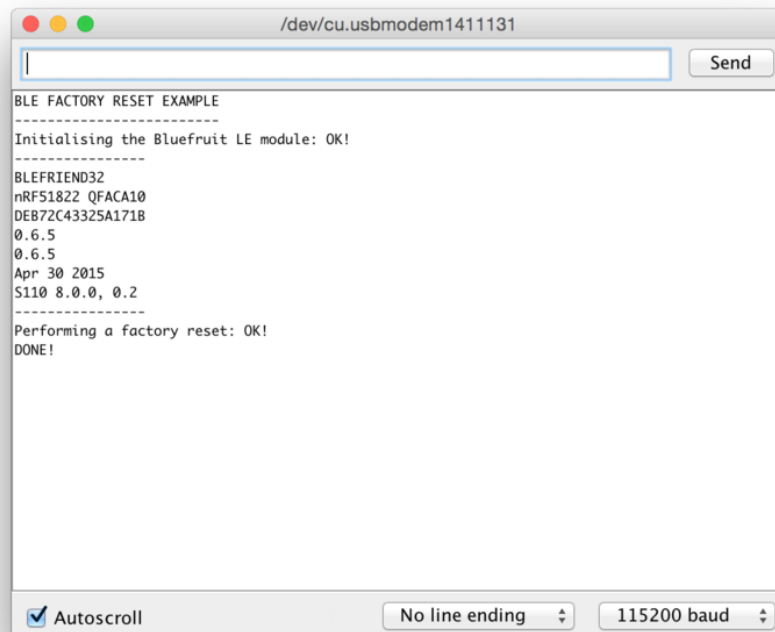 /dev/cu.usbmodem1411131
Send
BLE FACTORY RESET EXAMPLE
-------------------------
Initialising the Bluefruit LE module: OK!
----------------
BLEFRIEND32
nRF51822 QFACA10
DEB72C43325A171B
0.6.5
0.6.5
Apr 30 2015
S110 8.0.0, 0.2
----------------
Performing a factory reset: OK!
DONE!
Autoscroll
No line ending
115200 baud